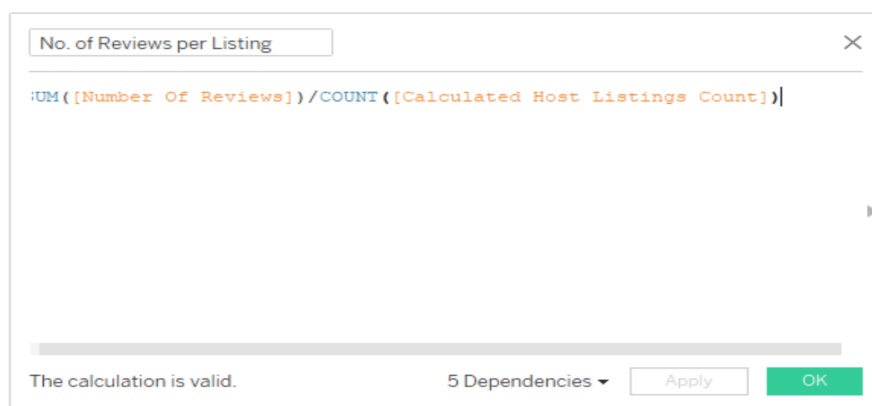 No. of Reviews per Listing
UM([Number Of Reviews])/COUNT([Calculated Host Listings Count])
The calculation is valid.
5 Dependencies
Apply
OK